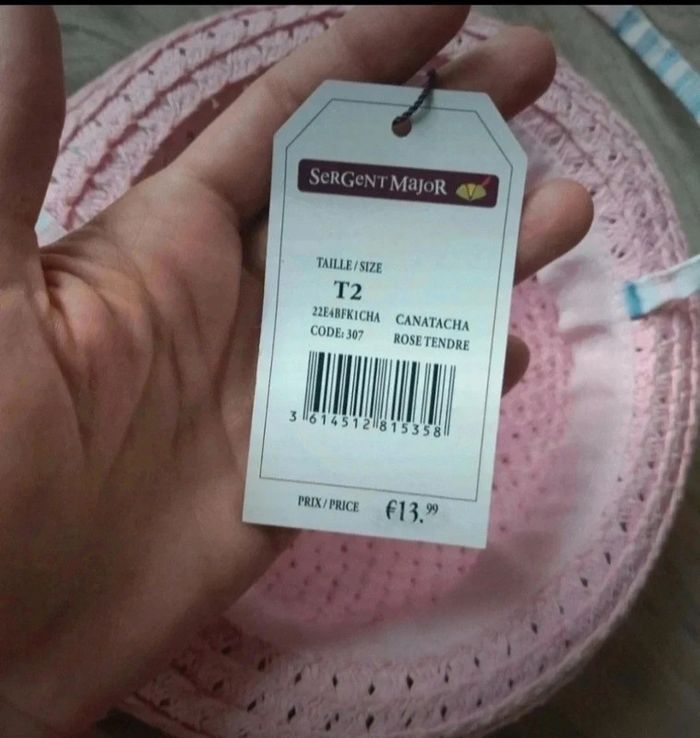 SeRGeNT MaJoR
TAILLE / SIZE
T2
22E4BFK1CHA CANATACHA
CODE: 307 ROSE TENDRE
3 614512 815358
PRIX / PRICE €13.99